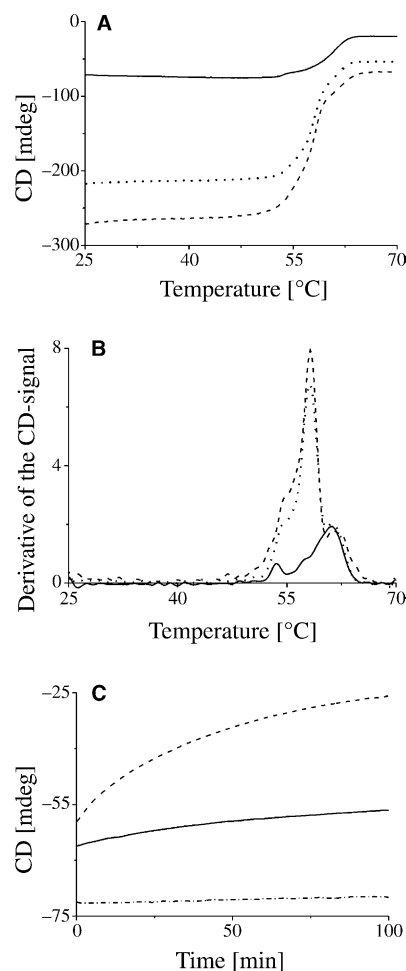 A
0
−100
−200
−300
CD [mdeg]
25 40 55 70
Temperature [°C]
B
8
4
0
Derivative of the CD-signal
25 40 55 70
Temperature [°C]
C
−25
−55
−75
CD [mdeg]
0 50 100
Time [min]